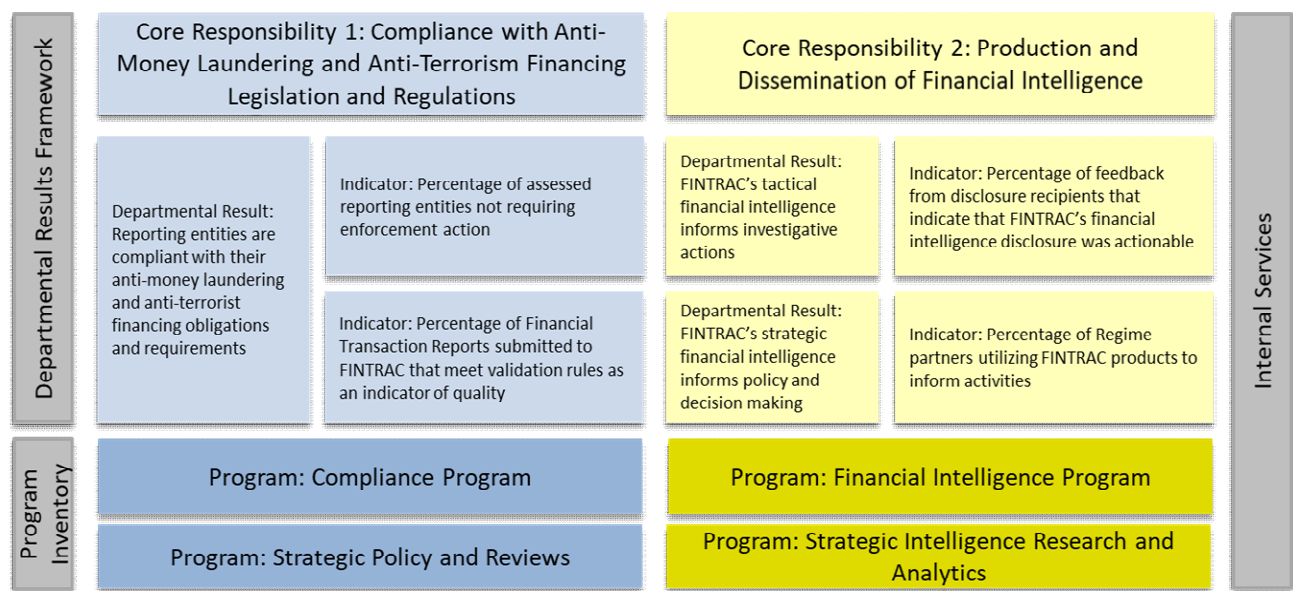 Departmental Results Framework
Core Responsibility 1: Compliance with Anti-
Money Laundering and Anti-Terrorism Financing
Legislation and Regulations
Departmental Result:
Reporting entities are
compliant with their
anti-money laundering
and anti-terrorist
financing obligations
and requirements
Indicator: Percentage of assessed
reporting entities not requiring
enforcement action
Indicator: Percentage of Financial
Transaction Reports submitted to
FINTRAC that meet validation rules as
an indicator of quality
Core Responsibility 2: Production and
Dissemination of Financial Intelligence
Departmental Result:
FINTRAC's tactical
financial intelligence
informs investigative
actions
Indicator: Percentage of feedback
from disclosure recipients that
indicate that FINTRAC's financial
intelligence disclosure was actionable
Departmental Result:
FINTRAC's strategic
financial intelligence
informs policy and
decision making
Indicator: Percentage of Regime
partners utilizing FINTRAC products to
inform activities
Program
Inventory
Program: Compliance Program
Program: Strategic Policy and Reviews
Program: Financial Intelligence Program
Program: Strategic Intelligence Research and
Analytics
Internal Services